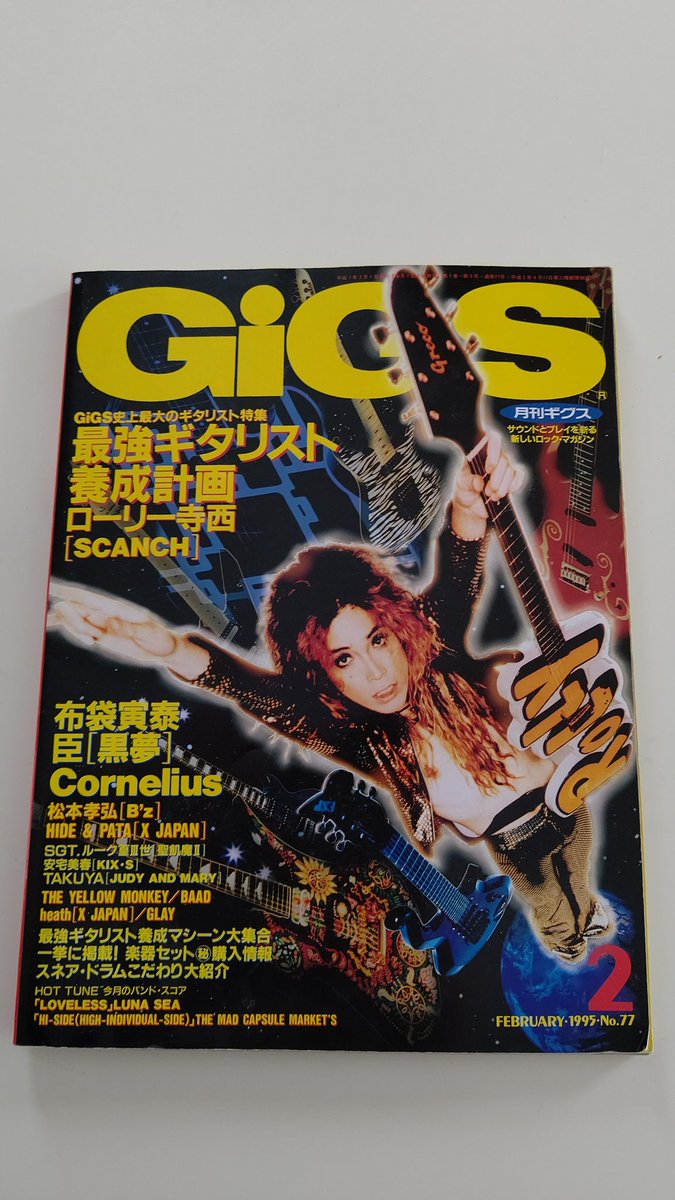 GiGS
月刊ギグス
サウンドとプレイを斬る
新しいロック・マガジン
GiGS史上最大のギタリスト特集
最強ギタリスト
養成計画
ローリー寺西
[SCANCH]
Greco
ROLLY
布袋寅泰
臣[黒夢]
Cornelius
松本孝弘[B'z]
HIDE & PATA[X JAPAN]
SGT. ルーク篁Ⅲ世[聖飢魔Ⅱ]
安宅美春[KIX・S]
TAKUYA[JUDY AND MARY]
THE YELLOW MONKEY/BAAD
heath[X JAPAN]/GLAY
最強ギタリスト養成マシーン大集合
一挙に掲載! 楽器セット㊙購入情報
スネア・ドラムこだわり大紹介
HOT TUNE 今月のバンド・スコア
「LOVELESS」LUNA SEA
「HI-SIDE(HIGH-INDIVIDUAL-SIDE)」THE MAD CAPSULE MARKET'S
2
FEBRUARY・1995・No.77